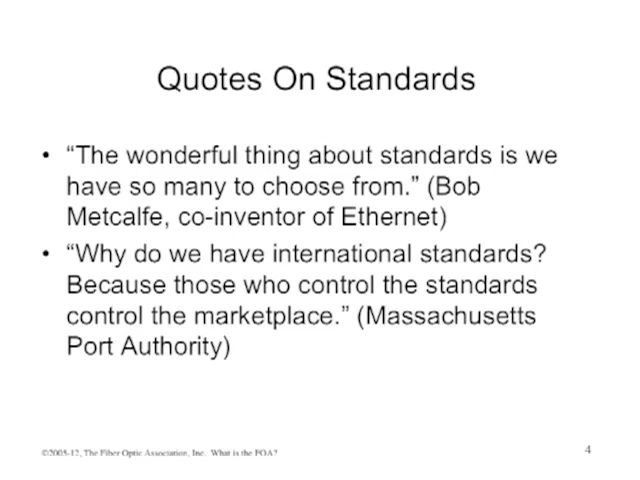 Quotes On Standards
• “The wonderful thing about standards is we
have so many to choose from.” (Bob
Metcalfe, co-inventor of Ethernet)
• “Why do we have international standards?
Because those who control the standards
control the marketplace.” (Massachusetts
Port Authority)
©2005-12, The Fiber Optic Association, Inc. What is the FOA?
4